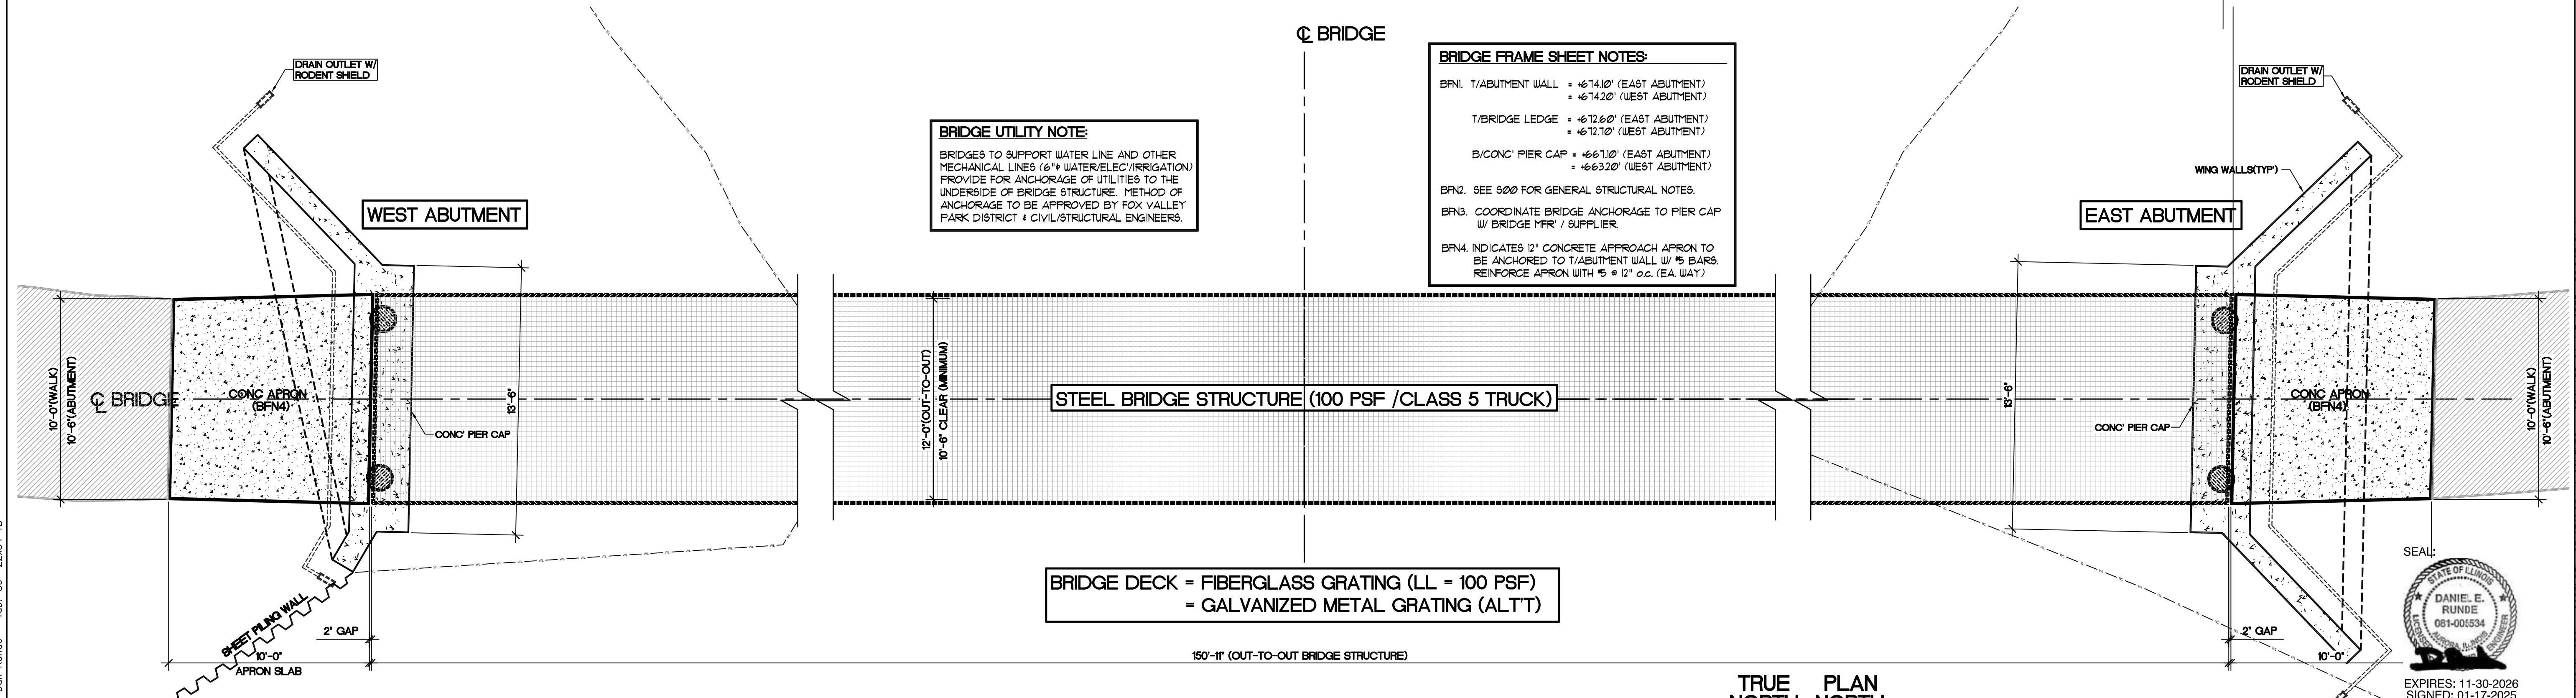 ℄ BRIDGE
DRAIN OUTLET W/
RODENT SHIELD
WEST ABUTMENT
BRIDGE UTILITY NOTE:
BRIDGES TO SUPPORT WATER LINE AND OTHER
MECHANICAL LINES (6"ø WATER/ELEC'/IRRIGATION)
PROVIDE FOR ANCHORAGE OF UTILITIES TO THE
UNDERSIDE OF BRIDGE STRUCTURE. METHOD OF
ANCHORAGE TO BE APPROVED BY FOX VALLEY
PARK DISTRICT & CIVIL/STRUCTURAL ENGINEERS.
BRIDGE FRAME SHEET NOTES:
BFN1. T/ABUTMENT WALL = +674.10' (EAST ABUTMENT)
= +674.20' (WEST ABUTMENT)
T/BRIDGE LEDGE = +672.60' (EAST ABUTMENT)
= +672.70' (WEST ABUTMENT)
B/CONC' PIER CAP = +667.10' (EAST ABUTMENT)
= +663.20' (WEST ABUTMENT)
BFN2. SEE S00 FOR GENERAL STRUCTURAL NOTES.
BFN3. COORDINATE BRIDGE ANCHORAGE TO PIER CAP
W/ BRIDGE MFR' / SUPPLIER.
BFN4. INDICATES 12" CONCRETE APPROACH APRON TO
BE ANCHORED TO T/ABUTMENT WALL W/ #5 BARS.
REINFORCE APRON WITH #5 @ 12" o.c. (EA. WAY)
DRAIN OUTLET W/
RODENT SHIELD
WING WALLS(TYP')
EAST ABUTMENT
10'-0"(WALK)
10'-6"(ABUTMENT)
℄ BRIDGE
CONC APRON
(BFN4)
CONC' PIER CAP
13'-6"
12'-0"(OUT-TO-OUT)
10'-6" CLEAR (MINIMUM)
STEEL BRIDGE STRUCTURE (100 PSF /CLASS 5 TRUCK)
13'-6"
CONC' PIER CAP
CONC APRON
(BFN4)
10'-0"(WALK)
10'-6"(ABUTMENT)
BRIDGE DECK = FIBERGLASS GRATING (LL = 100 PSF)
= GALVANIZED METAL GRATING (ALT'T)
SHEET PILING WALL
2" GAP
10'-0"
APRON SLAB
150'-11" (OUT-TO-OUT BRIDGE STRUCTURE)
2" GAP
10'-0"
SEAL:
STATE OF ILLINOIS
DANIEL E.
RUNDE
081-005534
AURORA, ILLINOIS
LICENSED
ENGINEER
EXPIRES: 11-30-2026
SIGNED: 01-17-2025
TRUE PLAN
NORTH NORTH